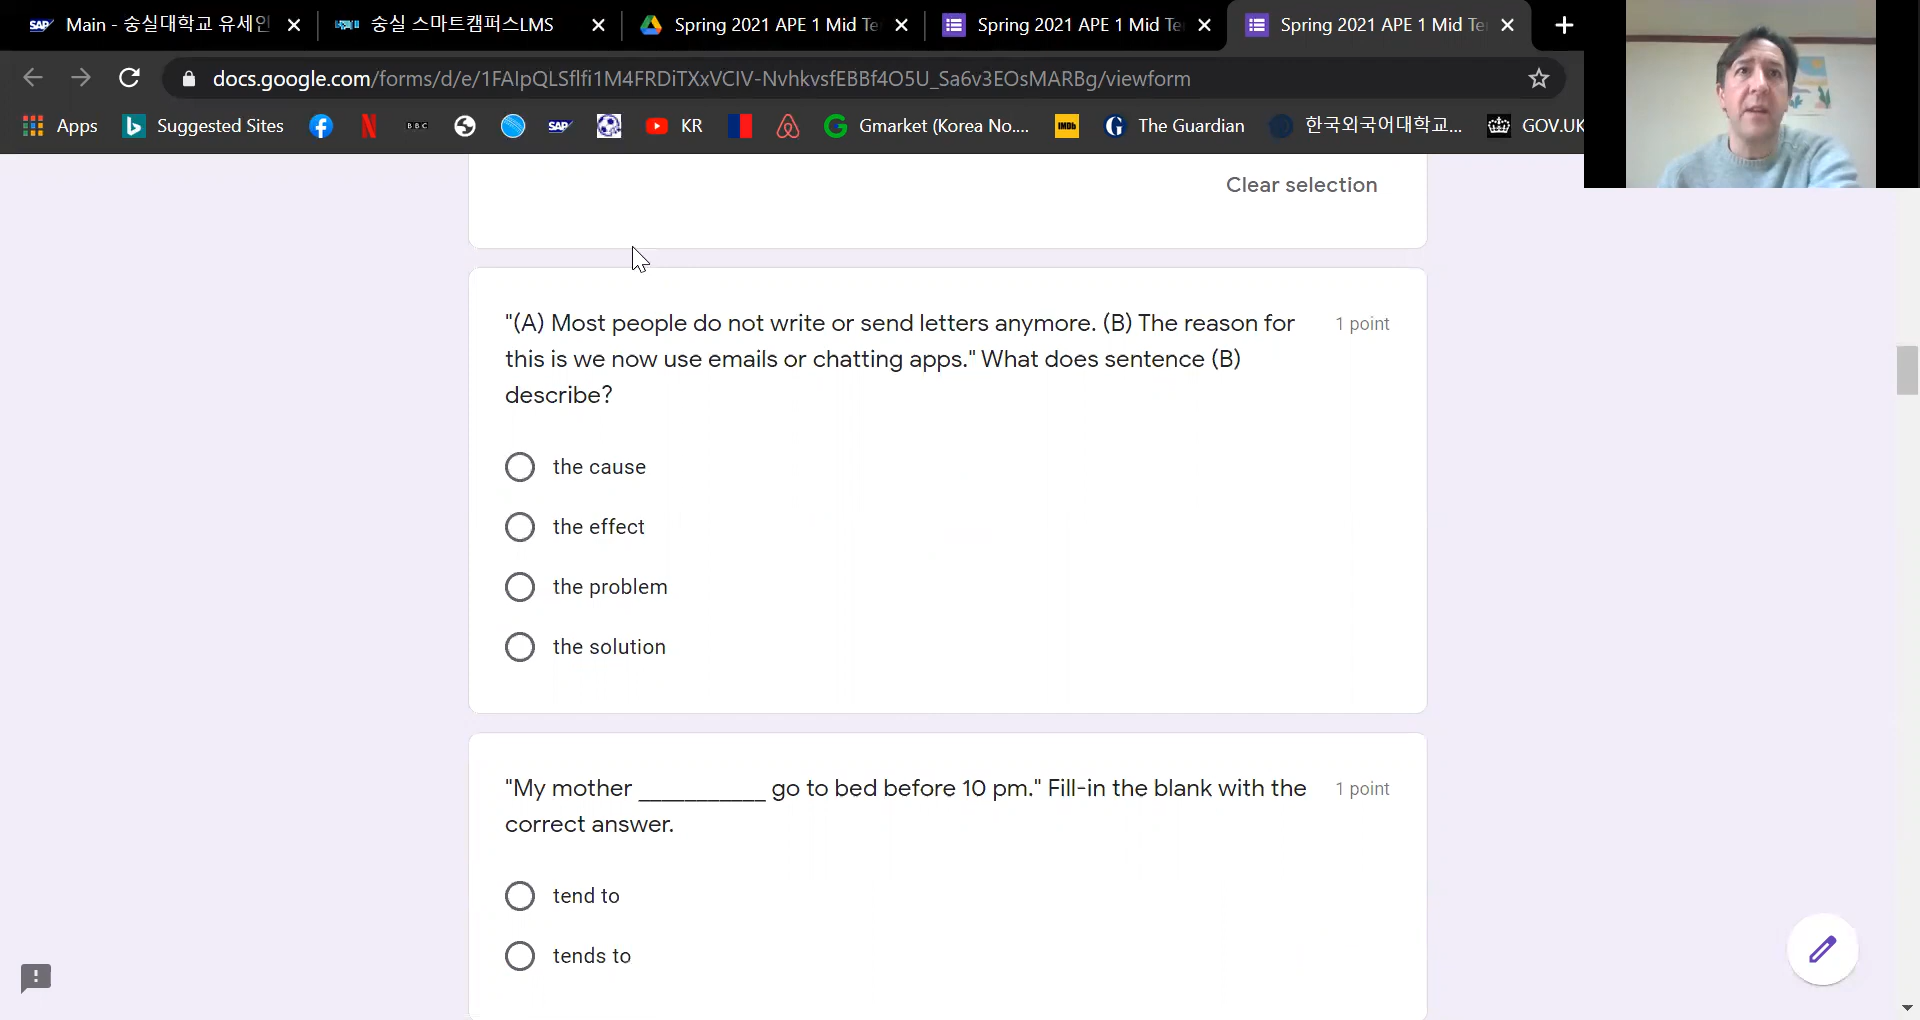 SAP Main - 숭실대학교 유세인
숭실 스마트캠퍼스LMS
Spring 2021 APE 1 Mid Te
Spring 2021 APE 1 Mid Te
Spring 2021 APE 1 Mid Te
docs.google.com/forms/d/e/1FAIpQLSflfi1M4FRDiTXxVCIV-NvhkvsfEBBf4O5U_Sa6v3EOsMARBg/viewform
Apps Suggested Sites BBC SAP KR Gmarket (Korea No.... IMDb The Guardian 한국외국어대학교... GOV.UK
Clear selection
"(A) Most people do not write or send letters anymore. (B) The reason for 1 point
this is we now use emails or chatting apps." What does sentence (B)
describe?
the cause
the effect
the problem
the solution
"My mother ___________ go to bed before 10 pm." Fill-in the blank with the 1 point
correct answer.
tend to
tends to